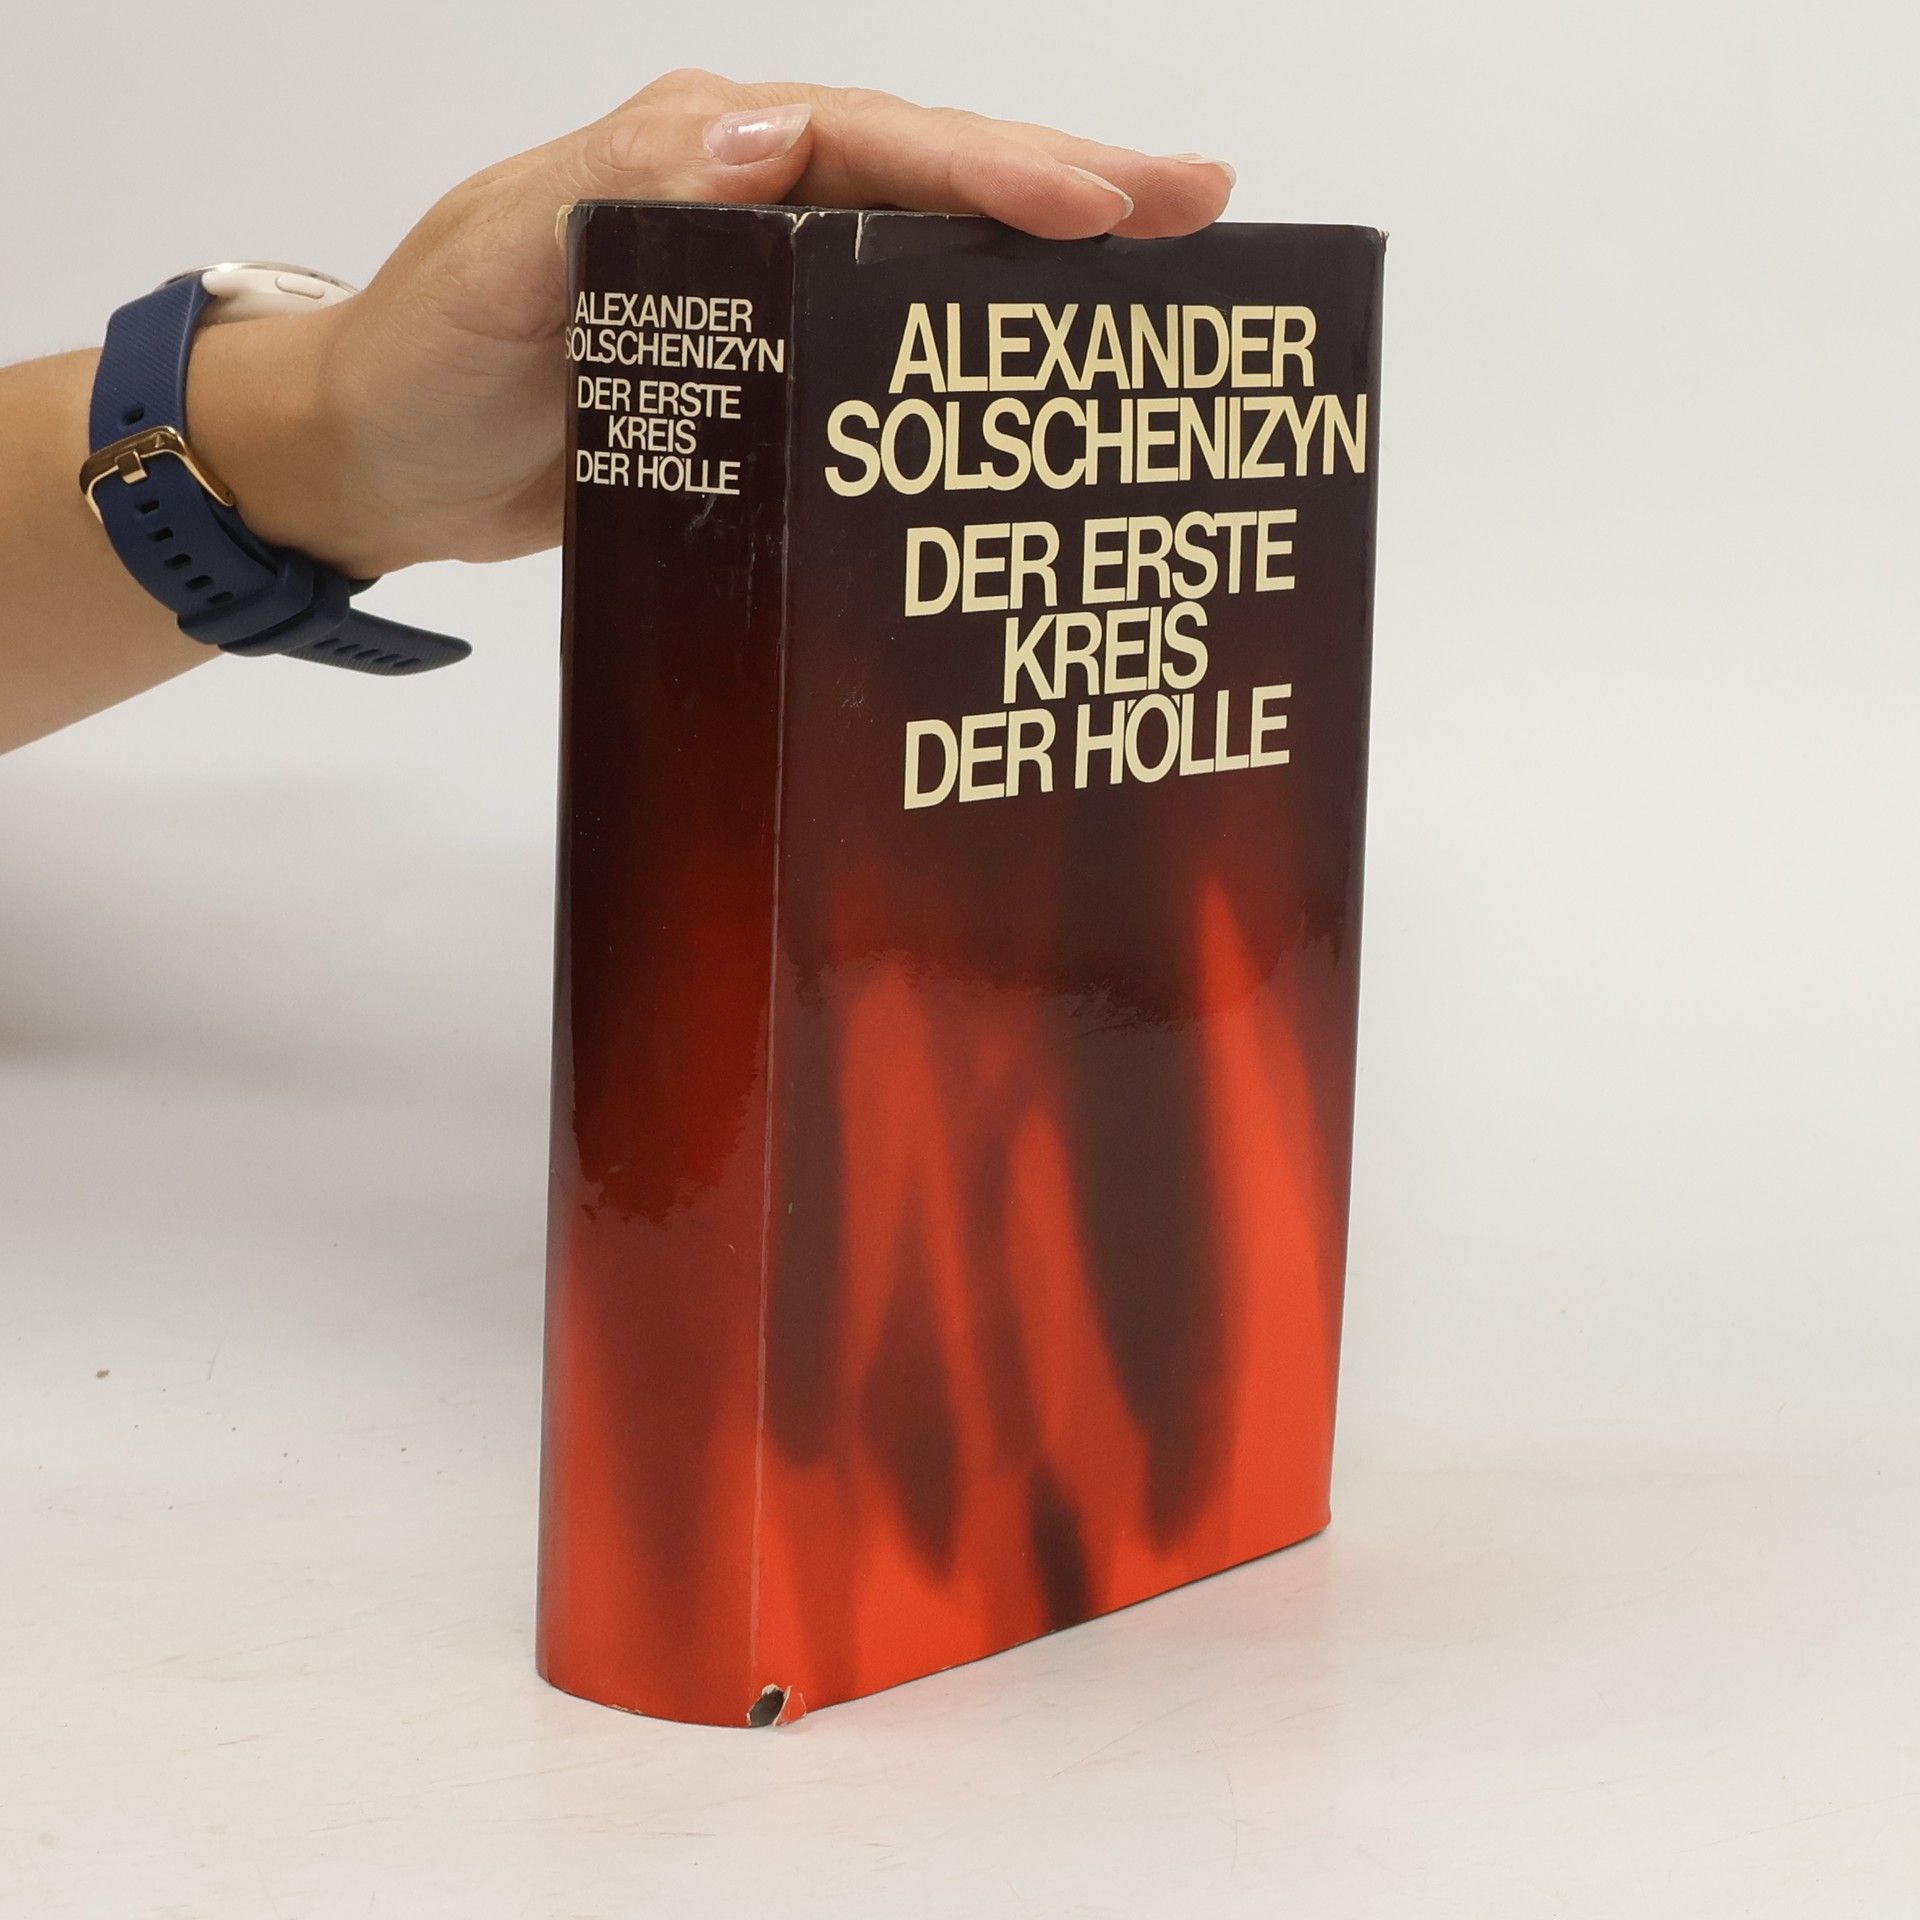 ALEXANDER
SOLSCHENIZYN
DER ERSTE
KREIS
DER HÖLLE
ALEXANDER
SOLSCHENIZYN
DER ERSTE
KREIS
DER HÖLLE